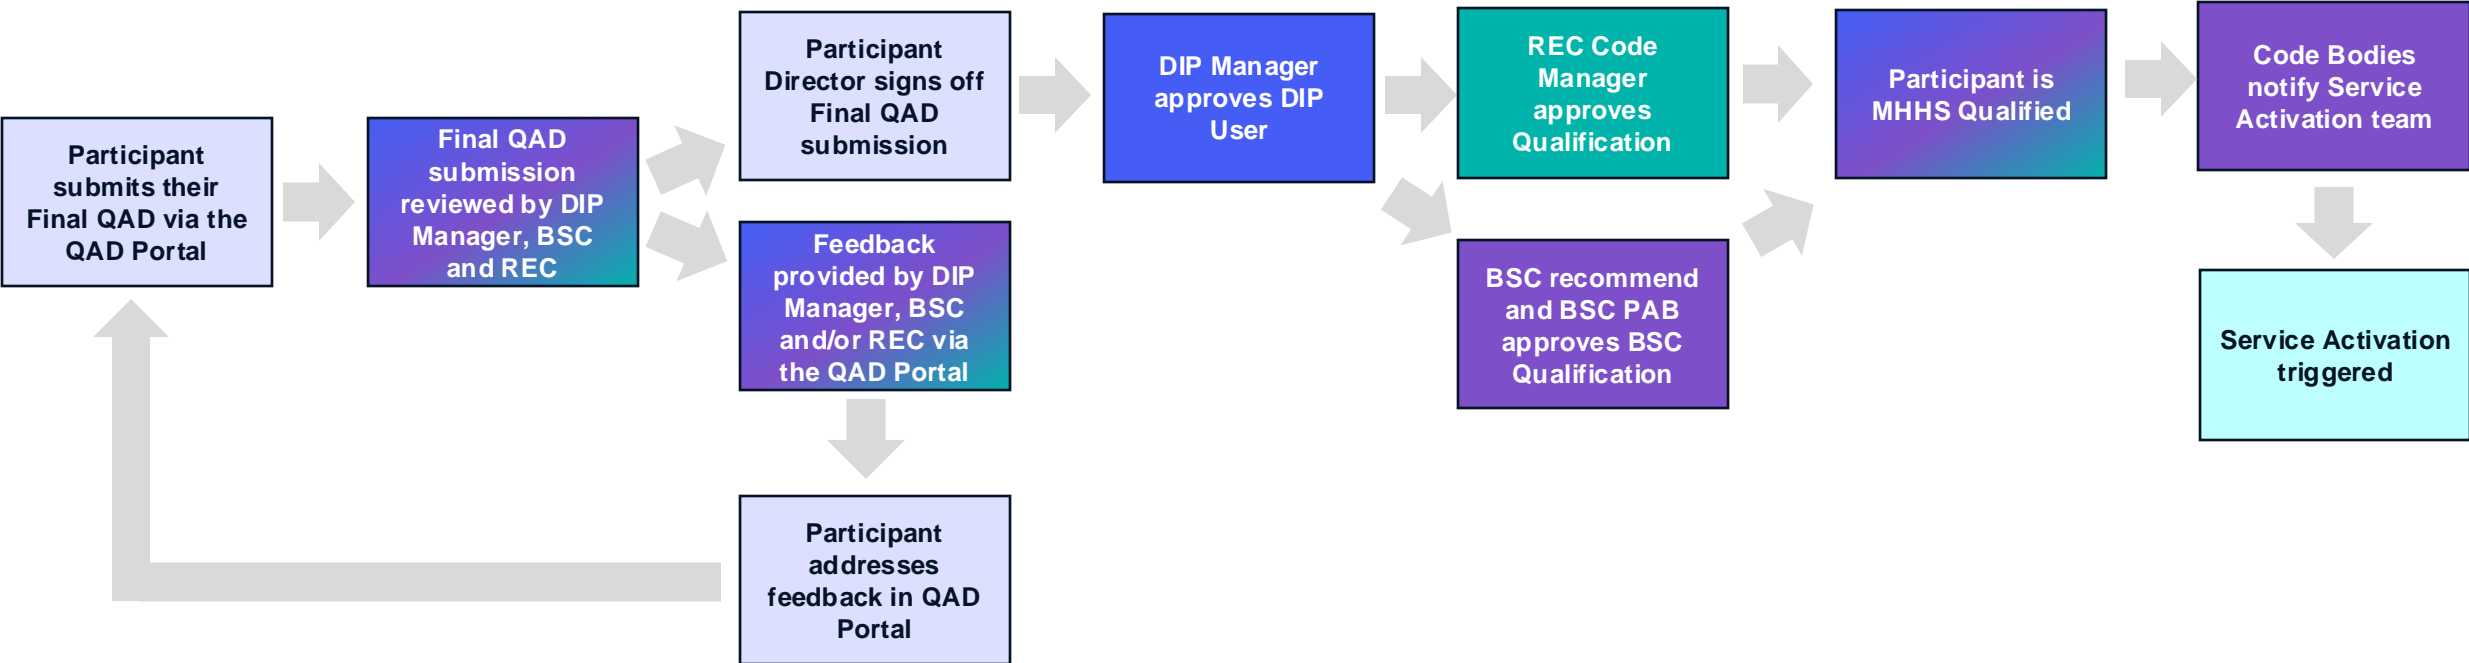 Participant
submits their
Final QAD via the
QAD Portal
Final QAD
submission
reviewed by DIP
Manager, BSC
and REC
Participant
Director signs off
Final QAD
submission
Feedback
provided by DIP
Manager, BSC
and/or REC via
the QAD Portal
Participant
addresses
feedback in QAD
Portal
DIP Manager
approves DIP
User
REC Code
Manager
approves
Qualification
BSC recommend
and BSC PAB
approves BSC
Qualification
Participant is
MHHS Qualified
Code Bodies
notify Service
Activation team
Service Activation
triggered